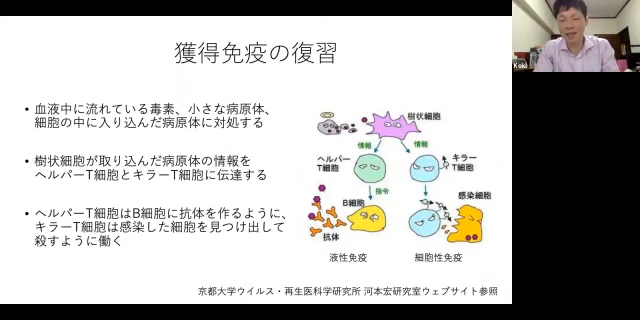 獲得免疫の復習
• 血液中に流れている毒素、小さな病原体、
細胞の中に入り込んだ病原体に対処する
• 樹状細胞が取り込んだ病原体の情報を
ヘルパーT細胞とキラーT細胞に伝達する
• ヘルパーT細胞はB細胞に抗体を作るように、
キラーT細胞は感染した細胞を見つけ出して
殺すように働く
樹状細胞
情報
情報
ヘルパー
T細胞
キラー
T細胞
指令
B細胞
感染細胞
抗体
液性免疫
細胞性免疫
京都大学ウイルス・再生医科学研究所 河本宏研究室ウェブサイト参照
Koki